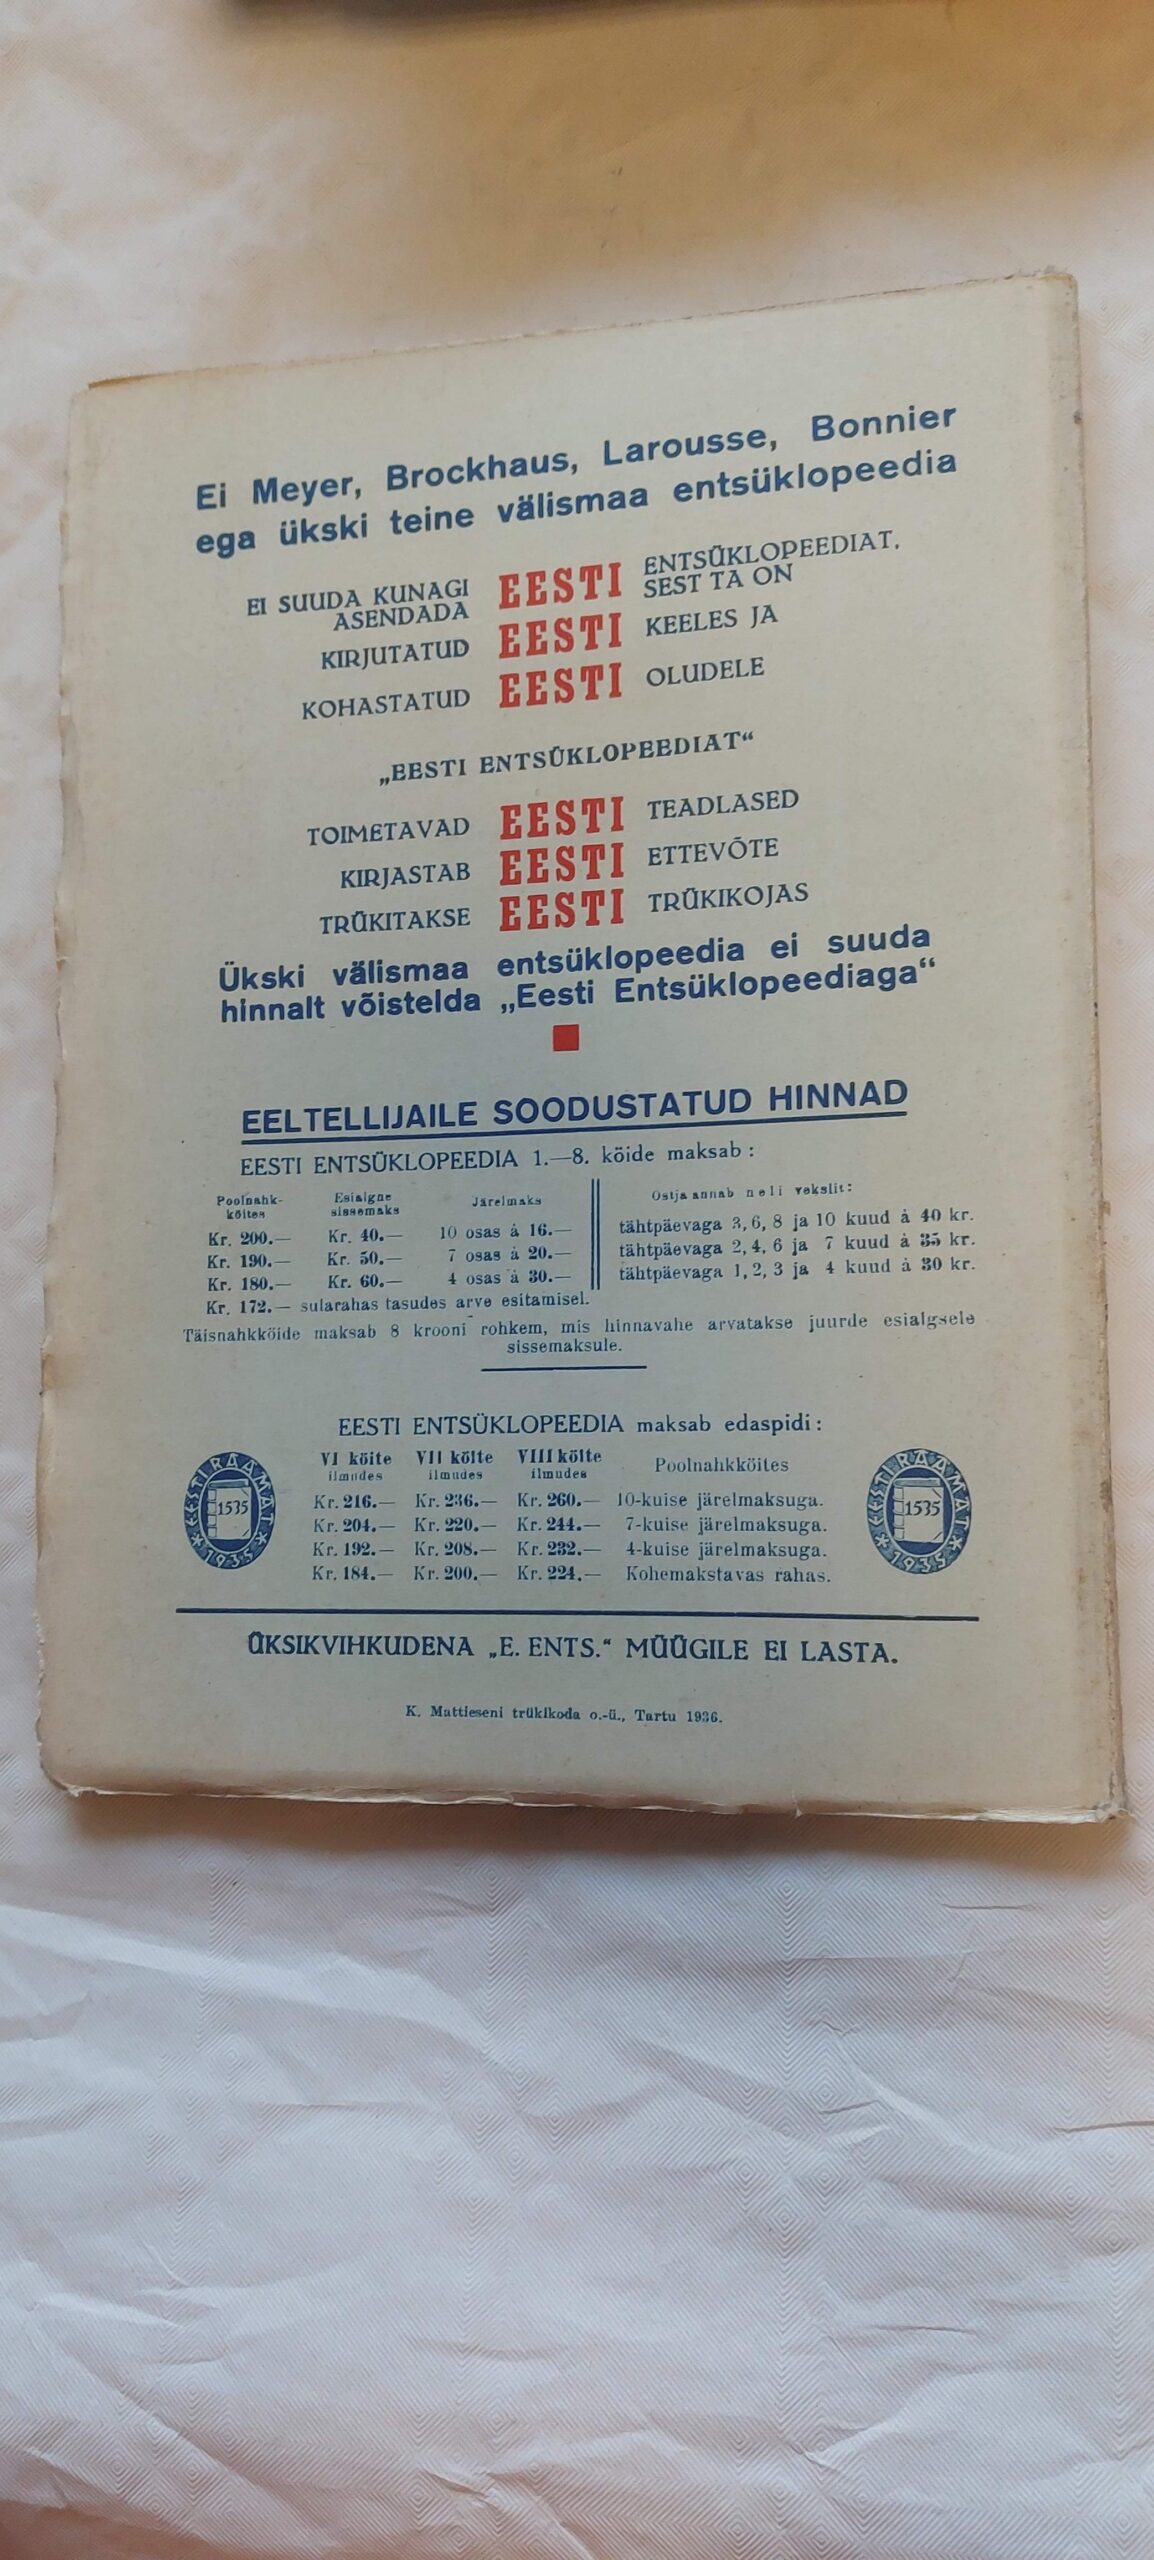 Ei Meyer, Brockhaus, Larousse, Bonnier
ega ükski teine välismaa entsüklopeedia
EI SUUDA KUNAGI ASENDADA EESTI ENTSÜKLOPEEDIAT, SEST TA ON
KIRJUTATUD EESTI KEELES JA
KOHASTATUD EESTI OLUDELE
„EESTI ENTSÜKLOPEEDIAT“
TOIMETAVAD EESTI TEADLASED
KIRJASTAB EESTI ETTEVÕTE
TRÜKITAKSE EESTI TRÜKIKOJAS
Ükski välismaa entsüklopeedia ei suuda
hinnalt võistelda „Eesti Entsüklopeediaga“
EELTELLIJAILE SOODUSTATUD HINNAD
EESTI ENTSÜKLOPEEDIA 1.—8. köide maksab:
Poolnahk-köites Esialgne sissemaks Järelmaks Ostja annab neli vekslit:
Kr. 200.— Kr. 40.— 10 osas à 16.— tähtpäevaga 3, 6, 8 ja 10 kuud à 40 kr.
Kr. 190.— Kr. 50.— 7 osas à 20.— tähtpäevaga 2, 4, 6 ja 7 kuud à 35 kr.
Kr. 180.— Kr. 60.— 4 osas à 30.— tähtpäevaga 1, 2, 3 ja 4 kuud à 30 kr.
Kr. 172.— sularahas tasudes arve esitamisel.
Täisnahkköide maksab 8 krooni rohkem, mis hinnavahe arvatakse juurde esialgsele
sissemaksule.
EESTI ENTSÜKLOPEEDIA maksab edaspidi:
VI köite ilmudes VII köite ilmudes VIII köite ilmudes Poolnahkköites
Kr. 216.— Kr. 236.— Kr. 260.— 10-kuise järelmaksuga.
Kr. 204.— Kr. 220.— Kr. 244.— 7-kuise järelmaksuga.
Kr. 192.— Kr. 208.— Kr. 232.— 4-kuise järelmaksuga.
Kr. 184.— Kr. 200.— Kr. 224.— Kohemakstavas rahas.
EESTI RAAMAT 1535 1935
EESTI RAAMAT 1535 1935
ÜKSIKVIHKUDENA „E. ENTS.“ MÜÜGILE EI LASTA.
K. Mattieseni trükikoda o.-ü., Tartu 1936.